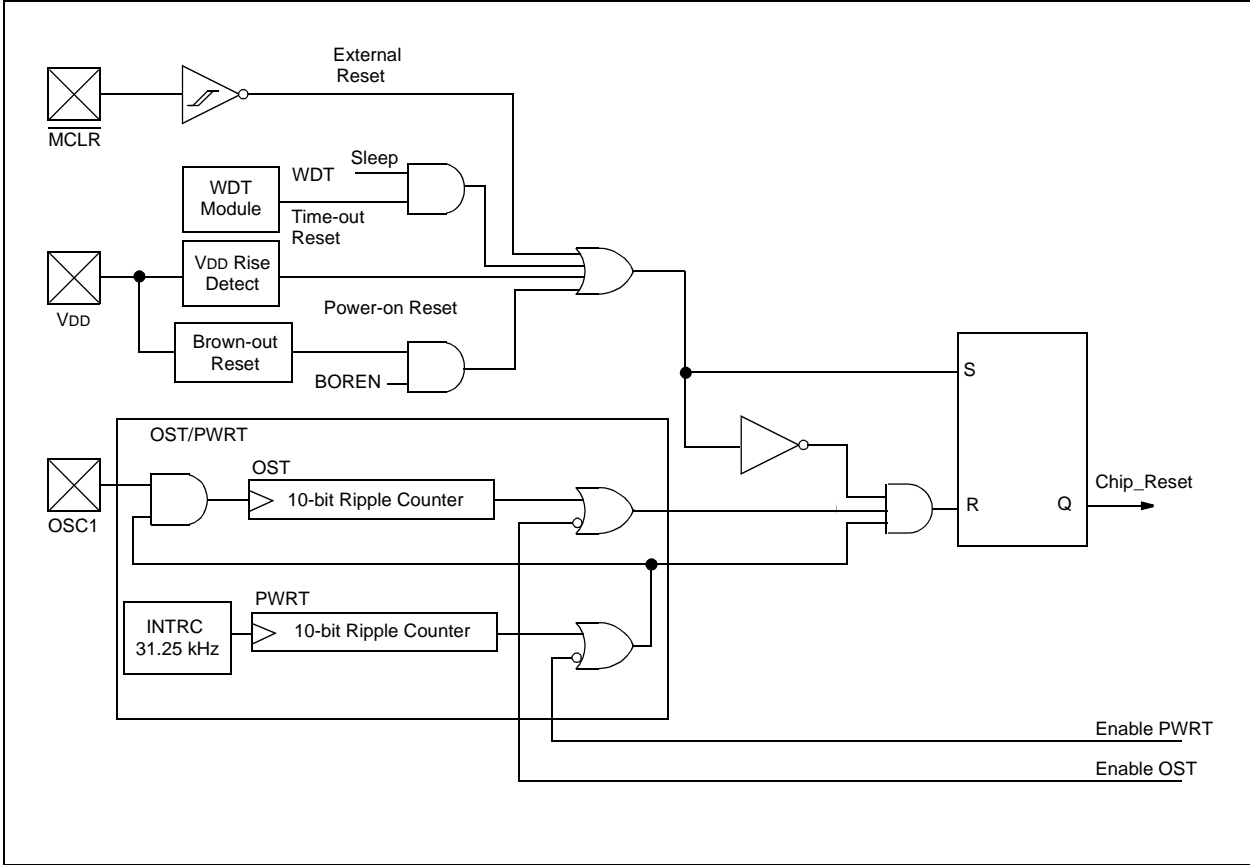 External
Reset
MCLR
Sleep
WDT
WDT
Module
Time-out
Reset
VDD Rise
Detect
VDD
Power-on Reset
Brown-out
Reset
BOREN
S
OST/PWRT
OST
10-bit Ripple Counter
OSC1
Chip_Reset
R
Q
PWRT
INTRC
31.25 kHz
10-bit Ripple Counter
Enable PWRT
Enable OST